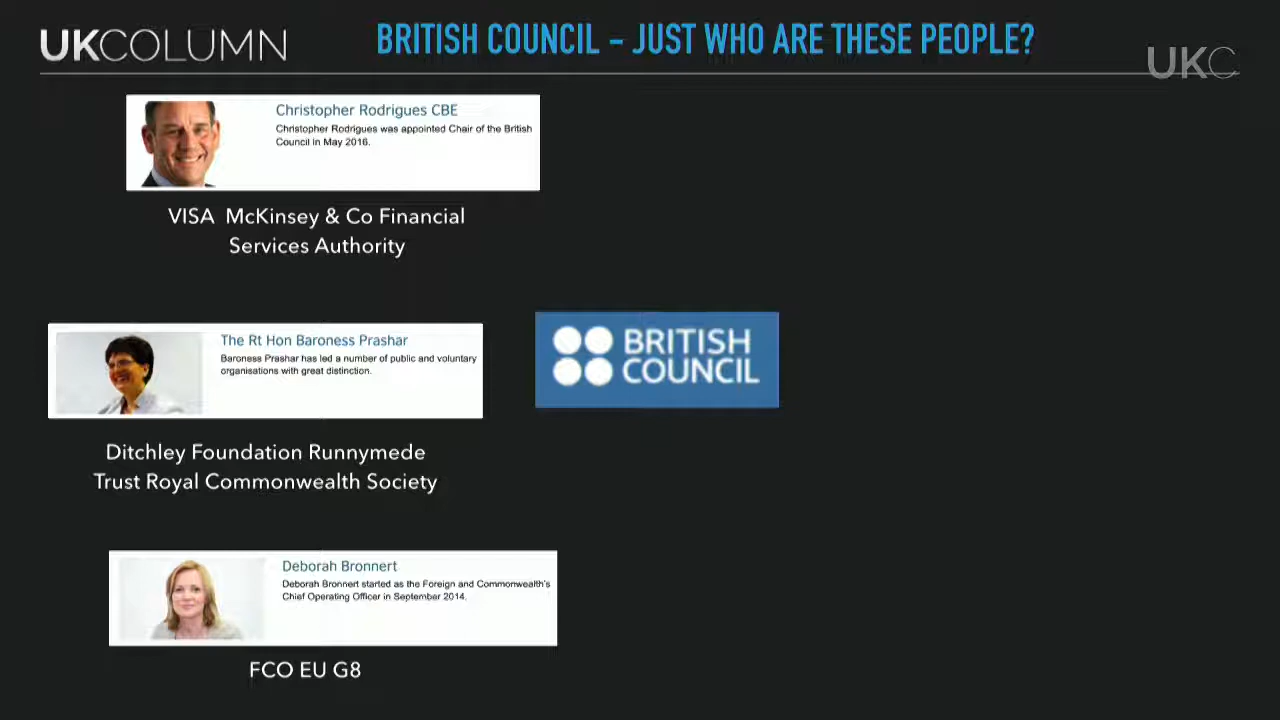 UKCOLUMN
BRITISH COUNCIL – JUST WHO ARE THESE PEOPLE?
UKC
Christopher Rodrigues CBE
Christopher Rodrigues was appointed Chair of the British
Council in May 2016.
VISA McKinsey & Co Financial
Services Authority
The Rt Hon Baroness Prashar
Baroness Prashar has led a number of public and voluntary
organisations with great distinction.
BRITISH
COUNCIL
Ditchley Foundation Runnymede
Trust Royal Commonwealth Society
Deborah Bronnert
Deborah Bronnert started as the Foreign and Commonwealth's
Chief Operating Officer in September 2014.
FCO EU G8